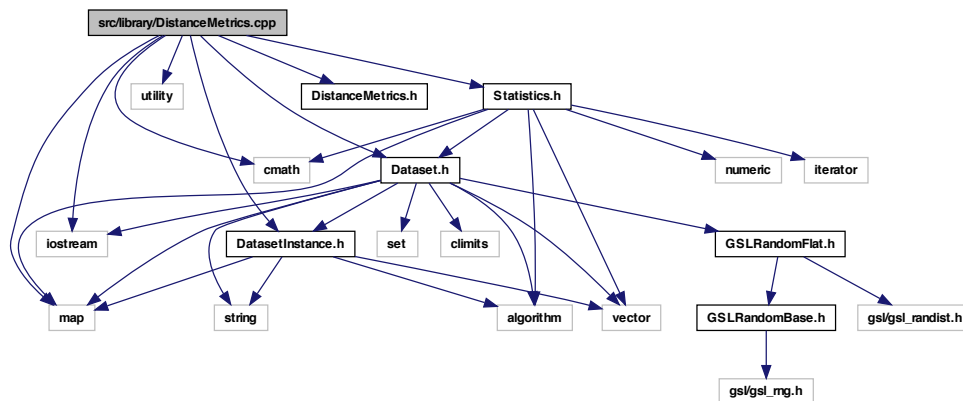 src/library/DistanceMetrics.cpp
utility
DistanceMetrics.h
Statistics.h
cmath
Dataset.h
numeric
iterator
iostream
DatasetInstance.h
set
climits
GSLRandomFlat.h
map
string
algorithm
vector
GSLRandomBase.h
gsl/gsl_randist.h
gsl/gsl_rng.h